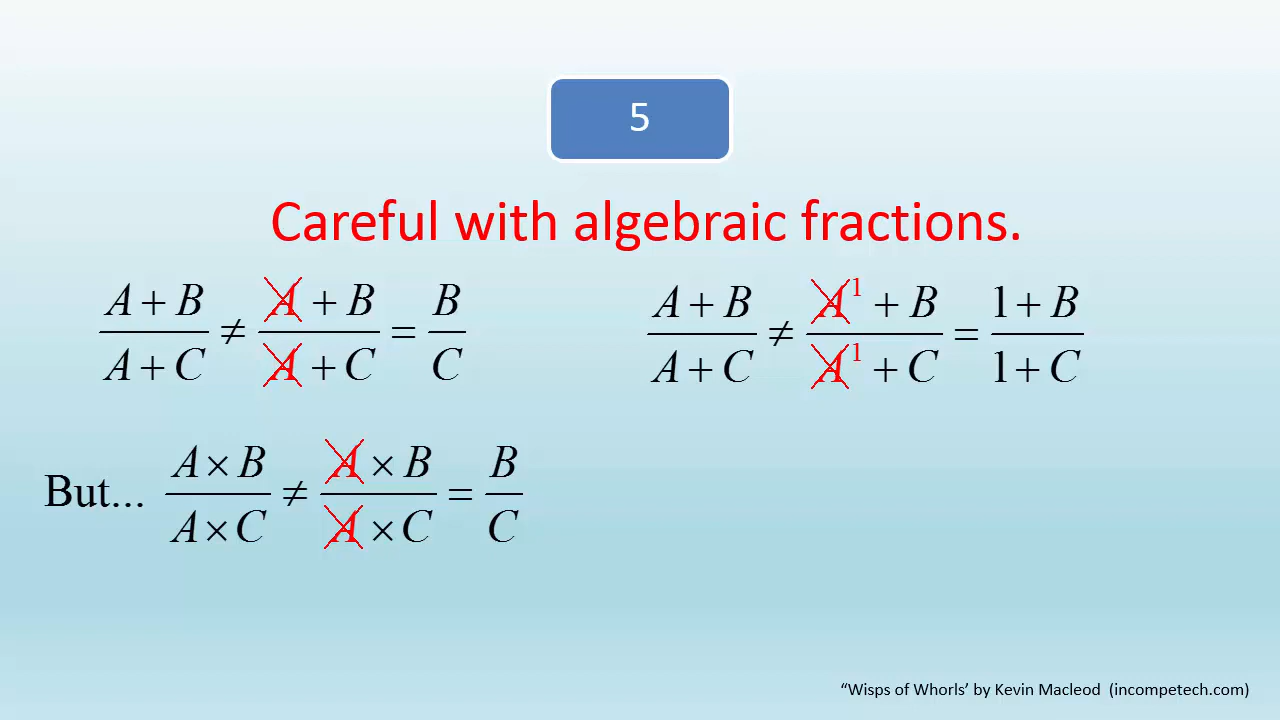 5
Careful with algebraic fractions.
(A + B)/(A + C) ≠ (A + B)/(A + C) = B/C
(A + B)/(A + C) ≠ (A¹ + B)/(A¹ + C) = (1 + B)/(1 + C)
But... (A × B)/(A × C) ≠ (A × B)/(A × C) = B/C
“Wisps of Whorls’ by Kevin Macleod (incompetech.com)